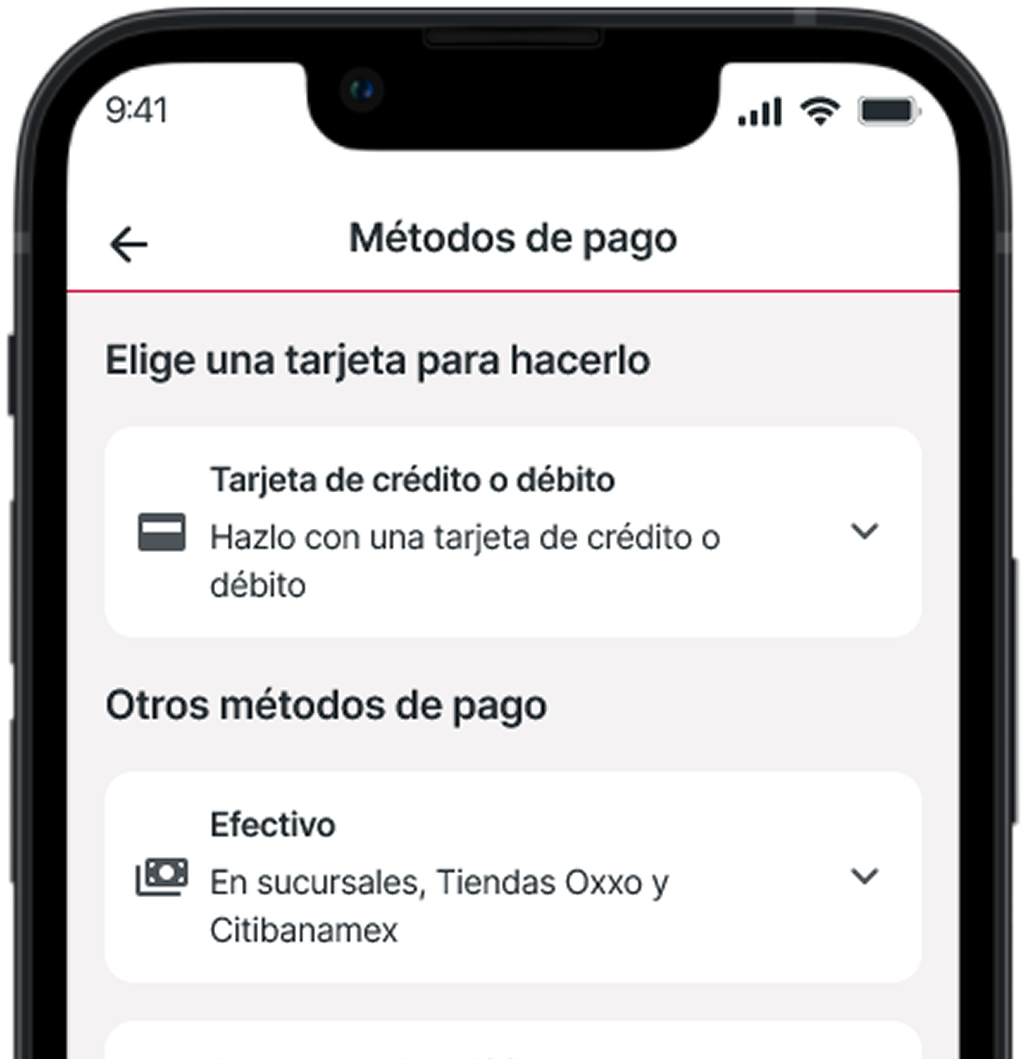 9:41
Métodos de pago
Elige una tarjeta para hacerlo
Tarjeta de crédito o débito
Hazlo con una tarjeta de crédito o
débito
Otros métodos de pago
Efectivo
En sucursales, Tiendas Oxxo y
Citibanamex